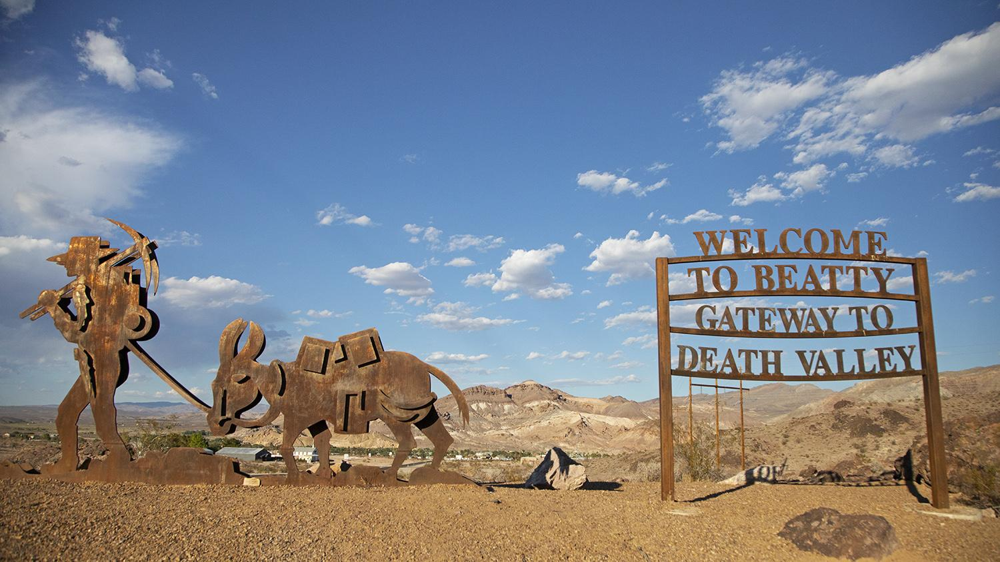 WELCOME
TO BEATTY
GATEWAY TO
DEATH VALLEY